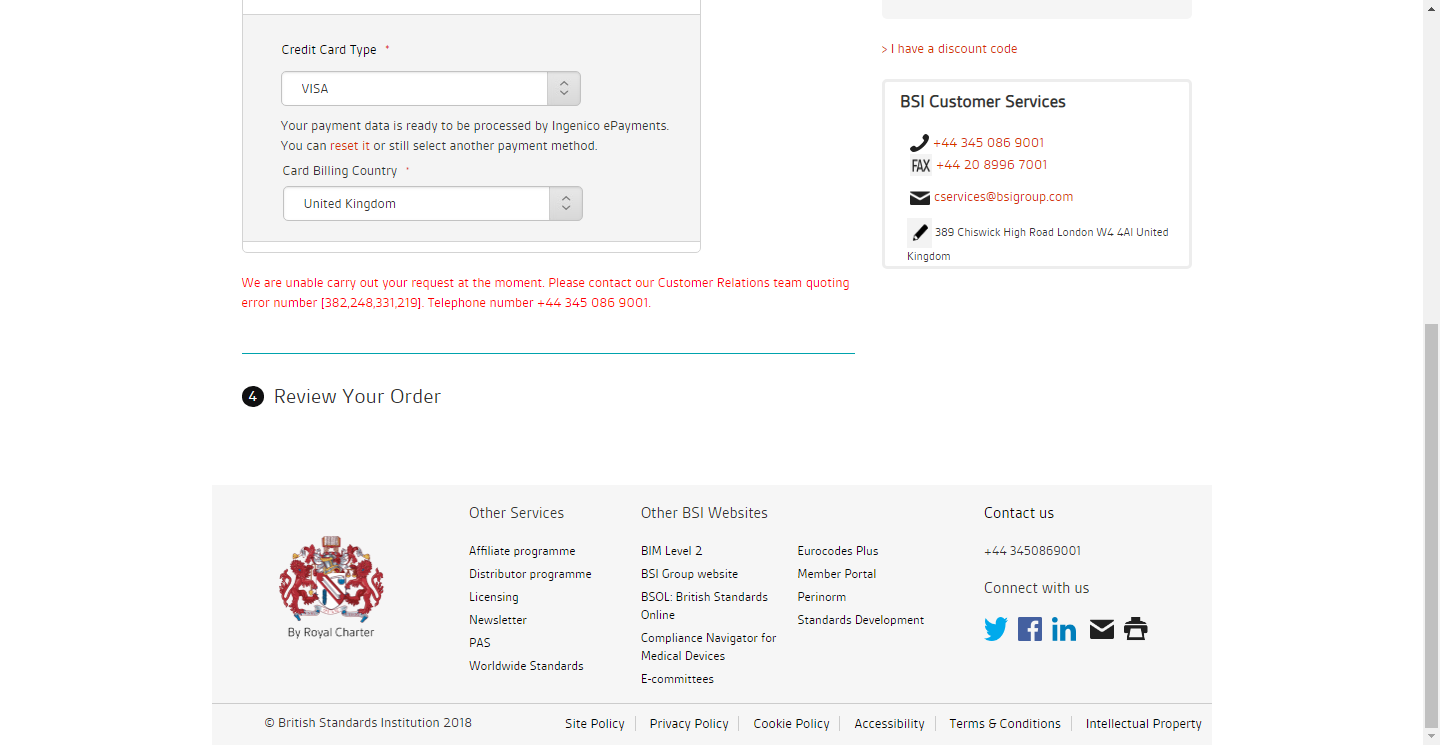 Credit Card Type *
VISA
Your payment data is ready to be processed by Ingenico ePayments.
You can reset it or still select another payment method.
Card Billing Country *
United Kingdom
We are unable carry out your request at the moment. Please contact our Customer Relations team quoting
error number [382,248,331,219]. Telephone number +44 345 086 9001.
> I have a discount code
BSI Customer Services
+44 345 086 9001
FAX +44 20 8996 7001
cservices@bsigroup.com
389 Chiswick High Road London W4 4Al United
Kingdom
4 Review Your Order
By Royal Charter
Other Services
Affiliate programme
Distributor programme
Licensing
Newsletter
PAS
Worldwide Standards
Other BSI Websites
BIM Level 2
BSI Group website
BSOL: British Standards
Online
Compliance Navigator for
Medical Devices
E-committees
Eurocodes Plus
Member Portal
Perinorm
Standards Development
Contact us
+44 3450869001
Connect with us
© British Standards Institution 2018
Site Policy
Privacy Policy
Cookie Policy
Accessibility
Terms & Conditions
Intellectual Property